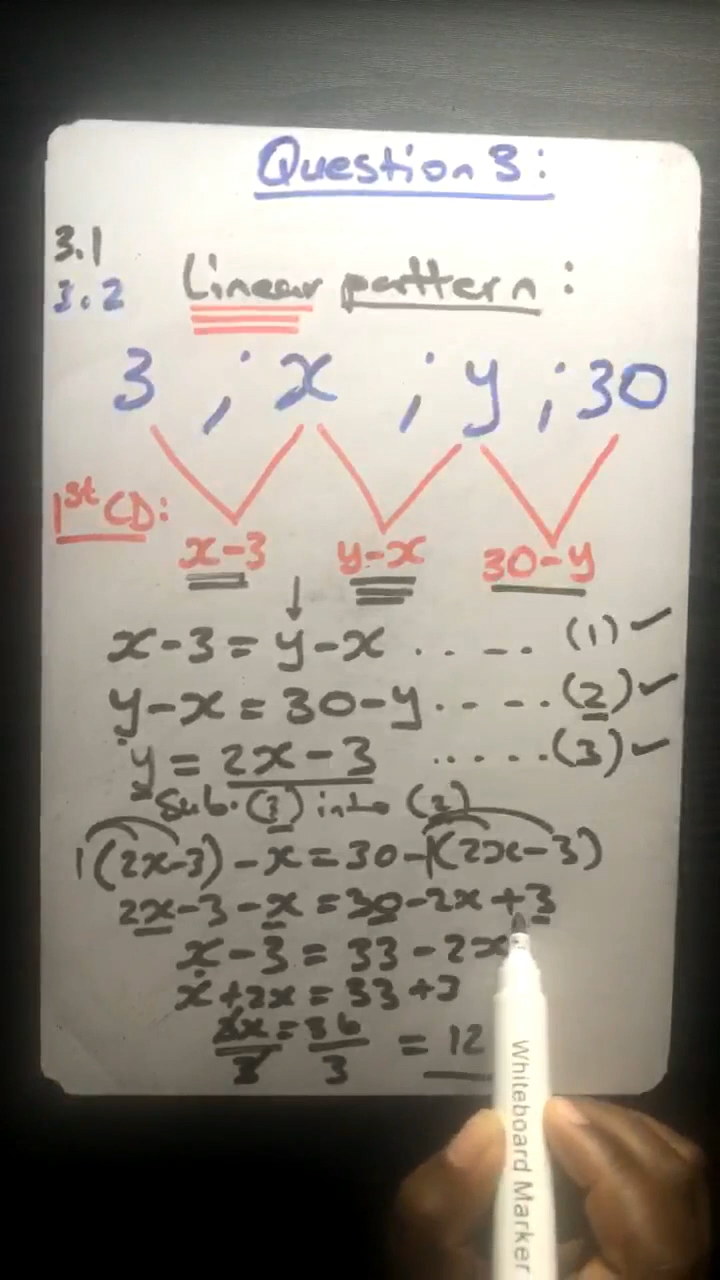 Question 3:
3.1
3.2 Linear parttern:
3 ; x ; y ; 30
1st CD:
x-3 y-x 30-y
x-3 = y-x ..-.. (1) ✓
y-x = 30-y ..-.. (2) ✓
y = 2x-3 ..... (3) ✓
Sub. (3) into (2)
1(2x-3) -x = 30-1(2x-3)
2x-3-x = 30-2x+3
x-3 = 33-2x
x+2x = 33+3
3x/3 = 36/3 = 12
Whiteboard Marker